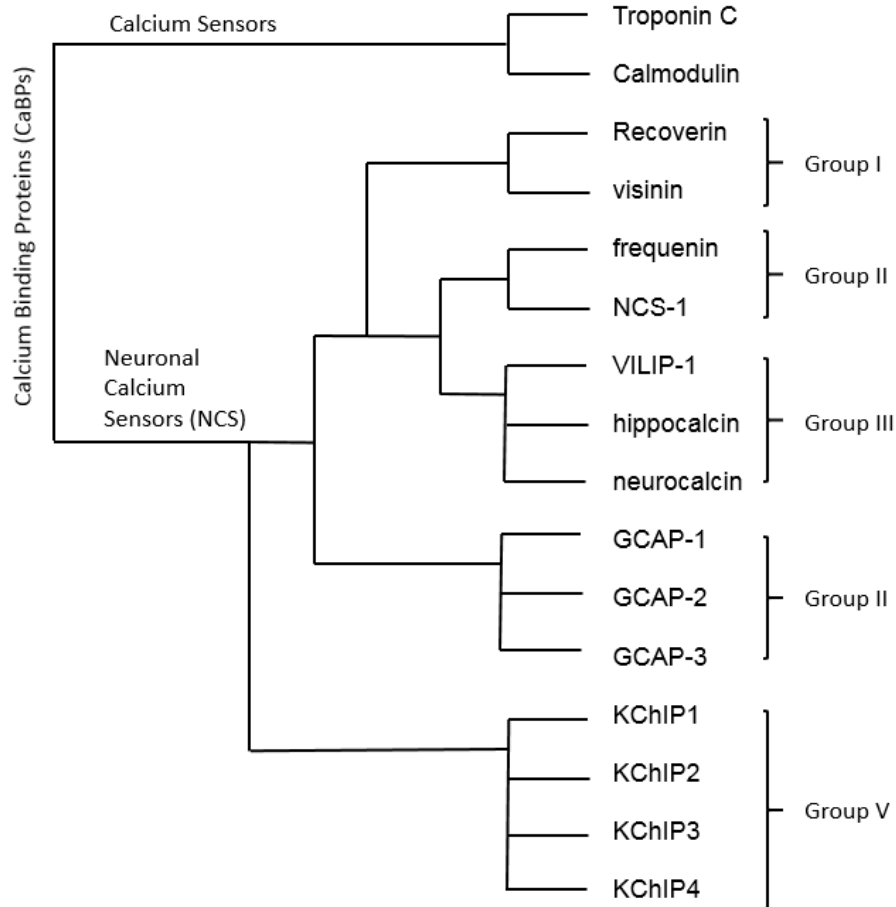 Calcium Binding Proteins (CaBPs)
Calcium Sensors
Troponin C
Calmodulin
Recoverin
visinin
Group I
frequenin
NCS-1
Group II
Neuronal
Calcium
Sensors (NCS)
VILIP-1
hippocalcin
neurocalcin
Group III
GCAP-1
GCAP-2
GCAP-3
Group II
KChIP1
KChIP2
KChIP3
KChIP4
Group V